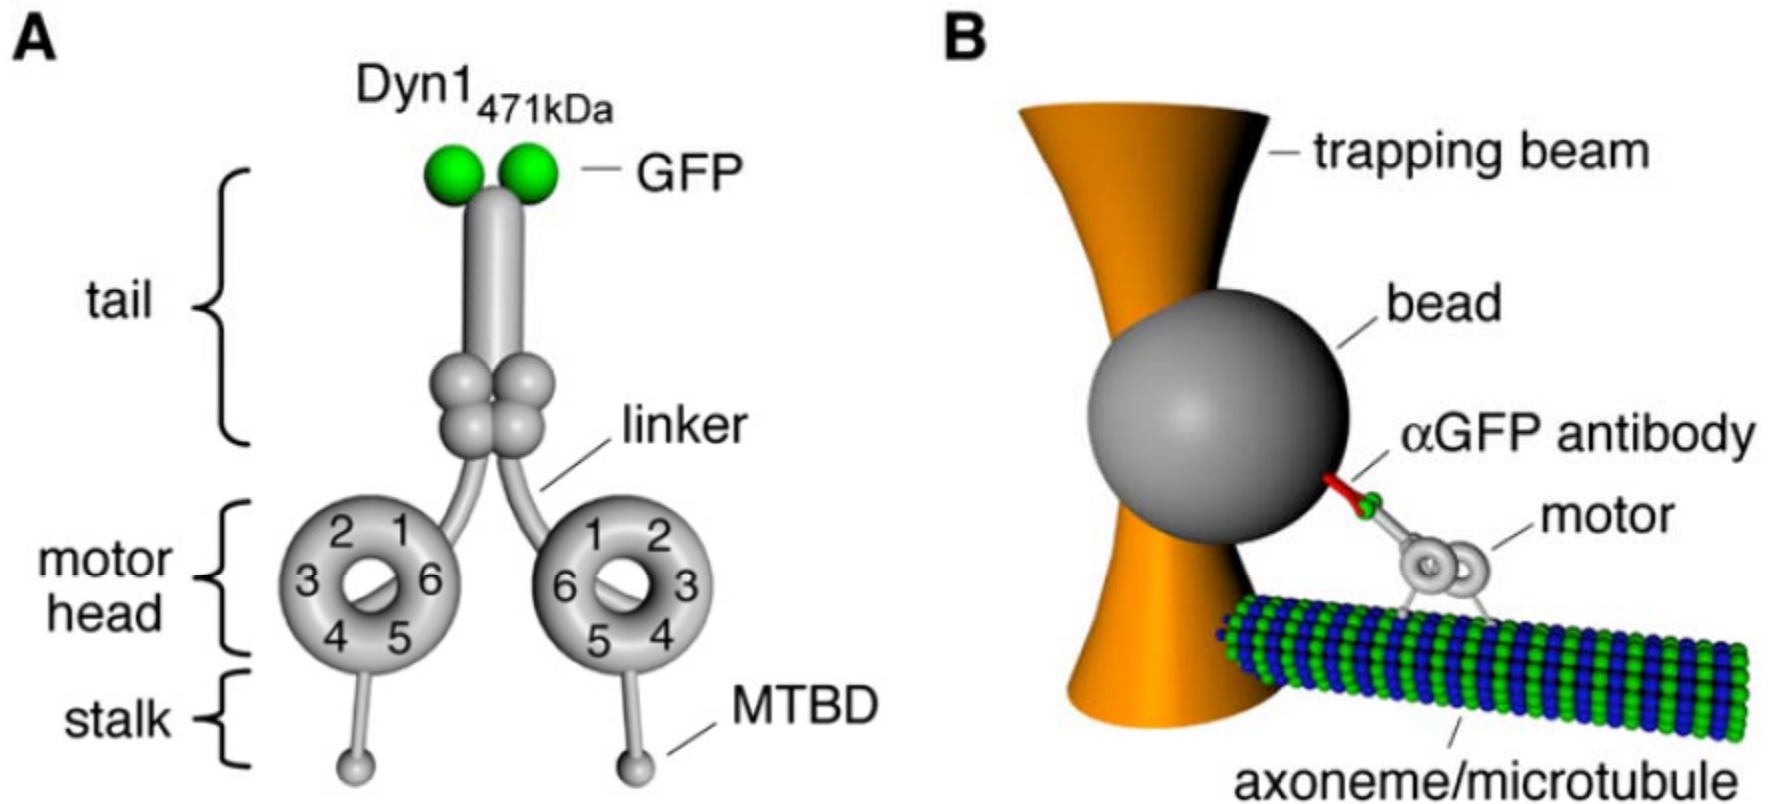 A
Dyn1471kDa
GFP
tail
linker
2 1
1 2
3 6
6 3
4 5
5 4
motor
head
stalk
MTBD
B
trapping beam
bead
αGFP antibody
motor
axoneme/microtubule